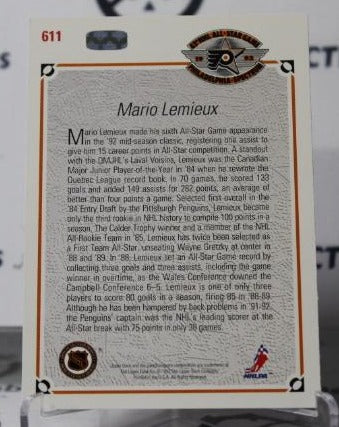 611
43RD NHL ALL-STAR GAME
PHILADELPHIA SPECTRUM
Mario Lemieux
Mario Lemieux made his sixth All-Star Game appearance
in the '92 mid-season classic, registering one assist to
give him 15 career points in All-Star competition. A standout
with the QMJHL's Laval Voisins, Lemieux was the Canadian
Major Junior Player-of-the-Year in '84 when he rewrote the
Quebec League record book. In 70 games, he scored 133
goals and added 149 assists for 282 points, an average of
better than four points a game. Selected first overall in the
'84 Entry Draft by the Pittsburgh Penguins, Lemieux became
only the third rookie in NHL history to compile 100 points in a
season. The Calder Trophy winner and a member of the NHL
All-Rookie Team in '85, Lemieux has twice been selected as
a First Team All-Star, unseating Wayne Gretzky at center in
'88 and '89. In '88, Lemieux set an All-Star Game record by
collecting three goals and three assists, including the game
winner in overtime, as the Wales Conference downed the
Campbell Conference 6-5. Lemieux is one of only three
players to score 80 goals in a season, firing 85 in '88-89.
Although he has hampered by back problems in '91-92,
the Penguins' captain was the NHL's leading scorer at the
All-Star break with 75 points in only 38 games.
NHL
NHLPA